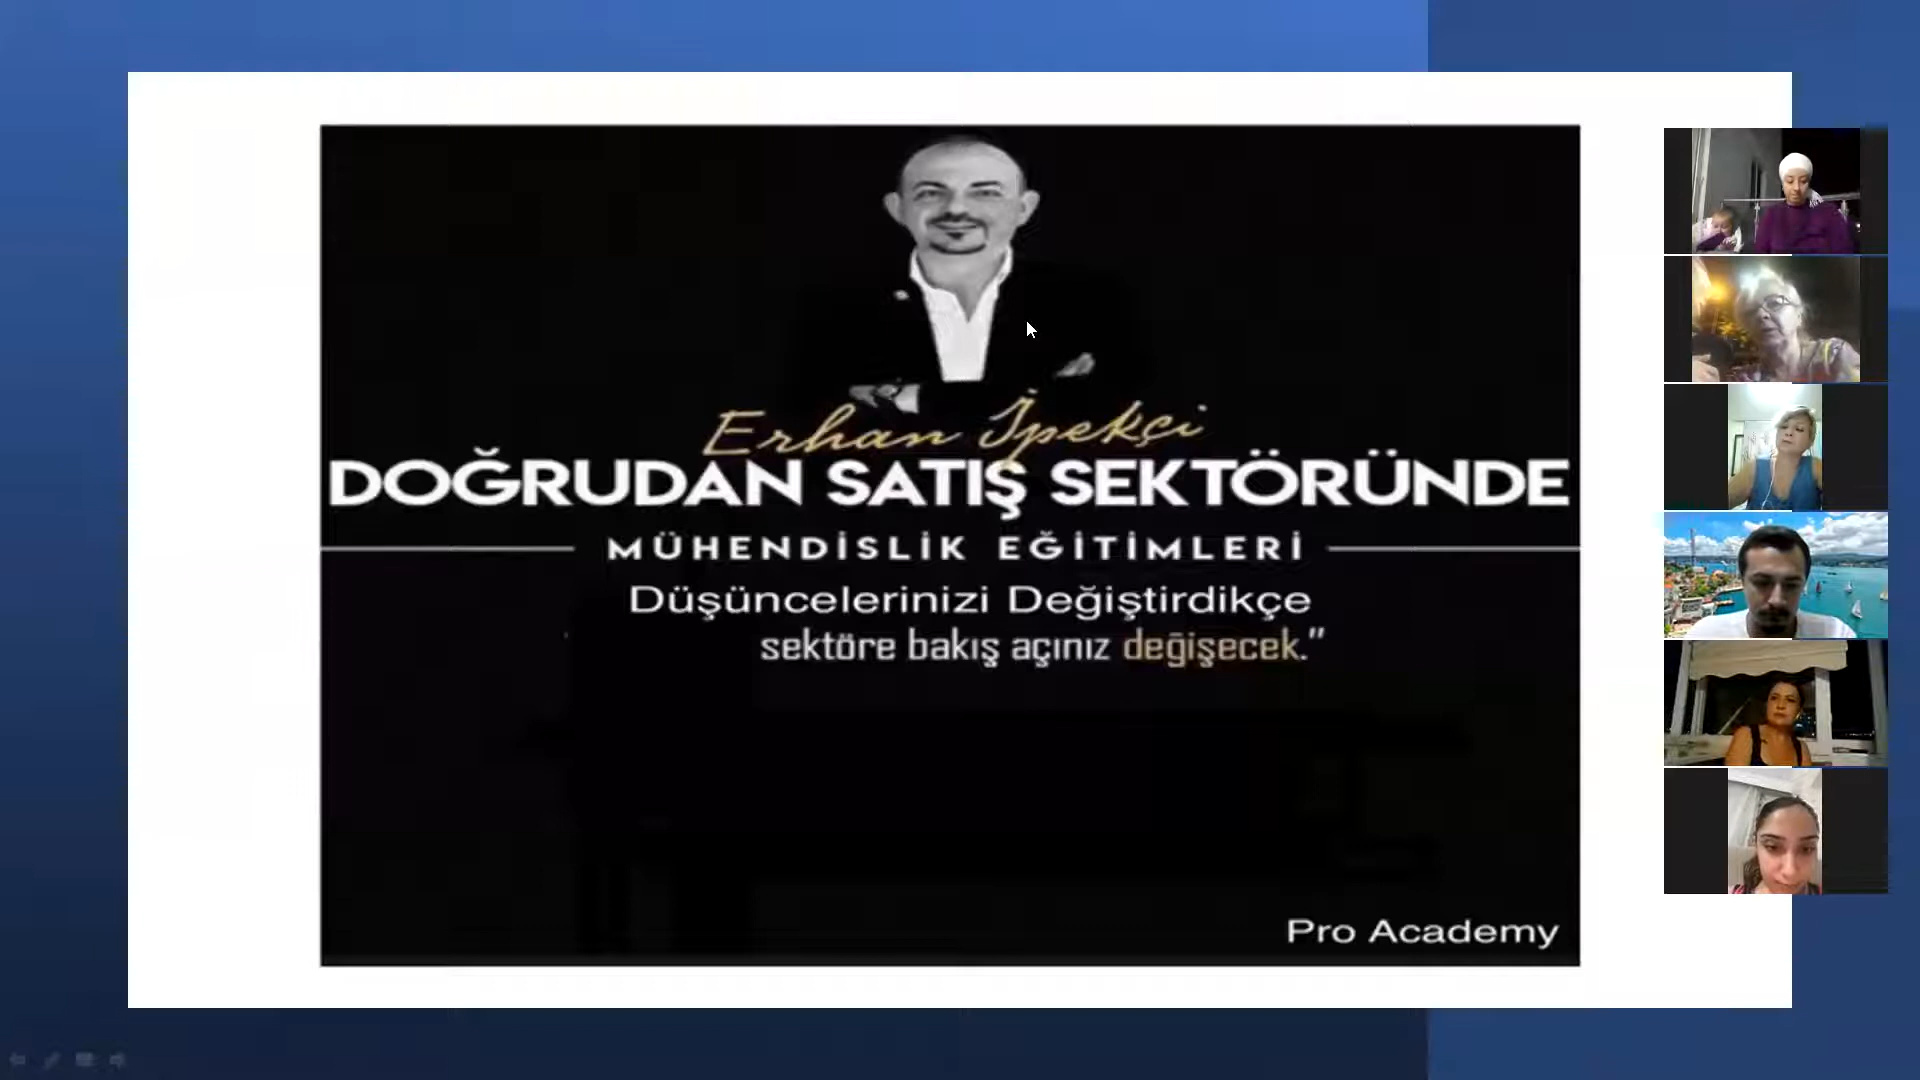 Erhan İpekçi
DOĞRUDAN SATIŞ SEKTÖRÜNDE
MÜHENDİSLİK EĞİTİMLERİ
Düşüncelerinizi Değiştirdikçe
sektöre bakış açınız değişecek."
Pro Academy